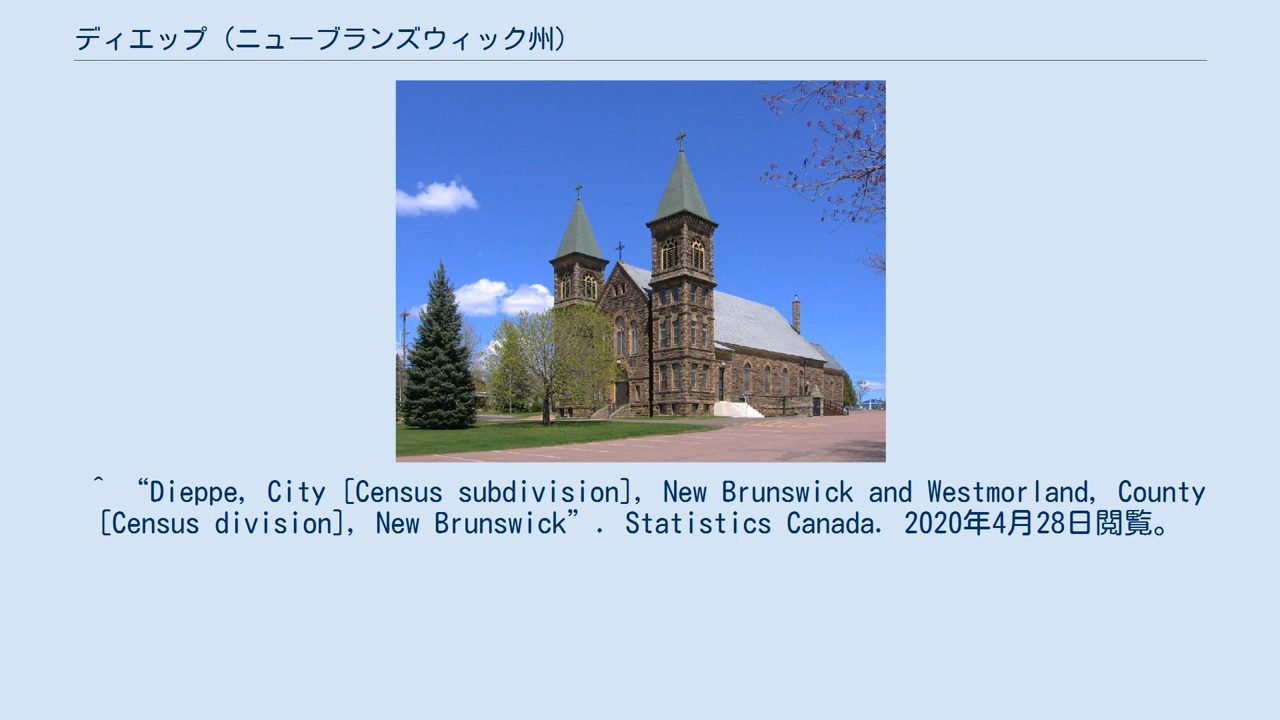 ディエップ（ニューブランズウィック州）
^ “Dieppe, City [Census subdivision], New Brunswick and Westmorland, County
[Census division], New Brunswick”. Statistics Canada. 2020年4月28日閲覧。